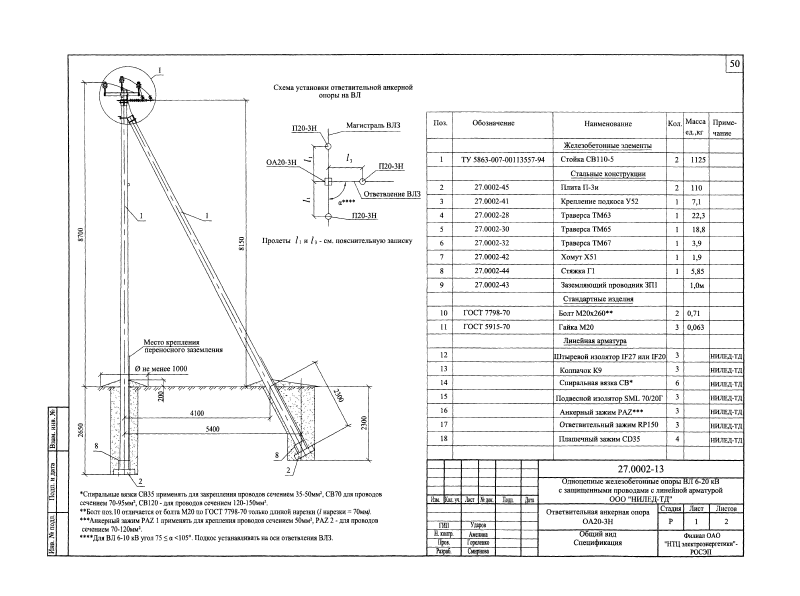 50
1
Схема установки ответвительной анкерной
опоры на ВЛ
П20-3Н
Магистраль ВЛЗ
l₁
l₃
П20-3Н
ОА20-3Н
Ответвление ВЛЗ
l₁
α****
П20-3Н
Пролеты l₁ и l₃ - см. пояснительную записку
8700
8150
1
1
Место крепления
переносного заземления
Ø не менее 1000
200
4100
5400
2650
2300
2300
8
8
2
2
Поз. Обозначение Наименование Кол. Масса ед.,кг Приме-чание
Железобетонные элементы
1 ТУ 5863-007-00113557-94 Стойка СВ110-5 2 1125
Стальные конструкции
2 27.0002-45 Плита П-3и 2 110
3 27.0002-41 Крепление подкоса У52 1 7,1
4 27.0002-28 Траверса ТМ63 1 22,3
5 27.0002-30 Траверса ТМ65 1 18,8
6 27.0002-32 Траверса ТМ67 1 3,9
7 27.0002-42 Хомут Х51 1 1,9
8 27.0002-44 Стяжка Г1 1 5,85
9 27.0002-43 Заземляющий проводник ЗП1 1,0м
Стандартные изделия
10 ГОСТ 7798-70 Болт М20х260** 2 0,71
11 ГОСТ 5915-70 Гайка М20 3 0,063
Линейная арматура
12 Штыревой изолятор IF27 или IF20 3 НИЛЕД-ТД
13 Колпачок К9 3 НИЛЕД-ТД
14 Спиральная вязка СВ* 6 НИЛЕД-ТД
15 Подвесной изолятор SML 70/20Г 3 НИЛЕД-ТД
16 Анкерный зажим PAZ*** 3 НИЛЕД-ТД
17 Ответвительный зажим RP150 3 НИЛЕД-ТД
18 Плашечный зажим CD35 4 НИЛЕД-ТД
*Спиральные вязки СВ35 применять для закрепления проводов сечением 35-50мм², СВ70 для проводов
сечением 70-95мм², СВ120 - для проводов сечением 120-150мм².
**Болт поз.10 отличается от болта М20 по ГОСТ 7798-70 только длиной нарезки (l нарезки = 70мм).
***Анкерный зажим PAZ 1 применять для крепления проводов сечением 50мм², PAZ 2 - для проводов
сечением 70-120мм².
****Для ВЛ 6-10 кВ угол 75 ≤ α <105°. Подкос устанавливать на оси ответвления ВЛЗ.
Взам. инв. №
Подп. и дата
Инв. № подл.
27.0002-13
Одноцепные железобетонные опоры ВЛ 6-20 кВ
с защищенными проводами с линейной арматурой
ООО "НИЛЕД-ТД"
Изм. Кол. уч. Лист № док. Подп. Дата
Ответвительная анкерная опора
ОА20-3Н
Стадия Лист Листов
Р 1 2
ГИП Ударов
Н. контр. Амелина
Пров. Гореленко
Разраб. Смирнова
Общий вид
Спецификация
Филиал ОАО
"НТЦ электроэнергетики"-
РОСЭП